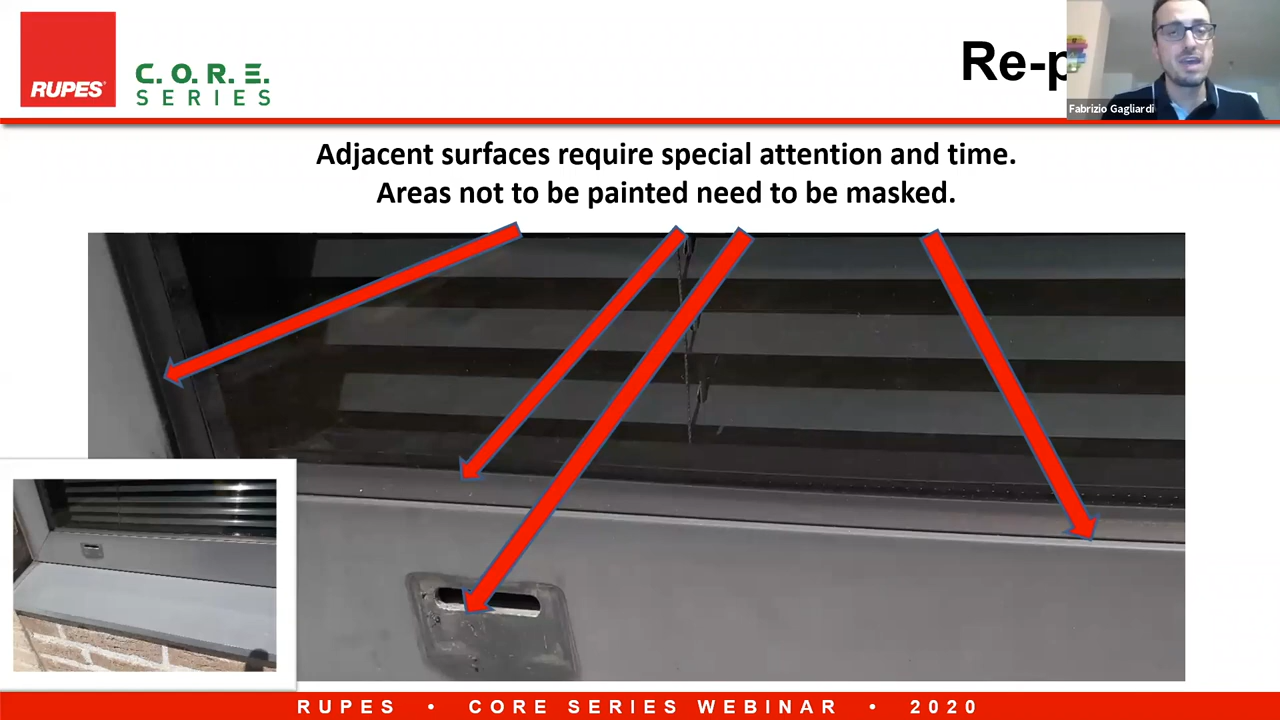 RUPES
C.O.R.E.
SERIES
Re-p
Fabrizio Gagliardi
Adjacent surfaces require special attention and time.
Areas not to be painted need to be masked.
RUPES • CORE SERIES WEBINAR • 2020